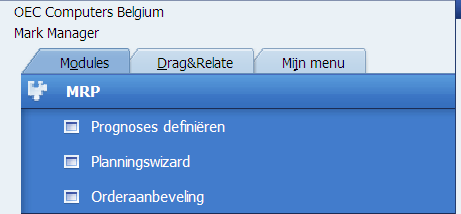 OEC Computers Belgium
Mark Manager
Modules Drag&Relate Mijn menu
MRP
Prognoses definiëren
Planningswizard
Orderaanbeveling